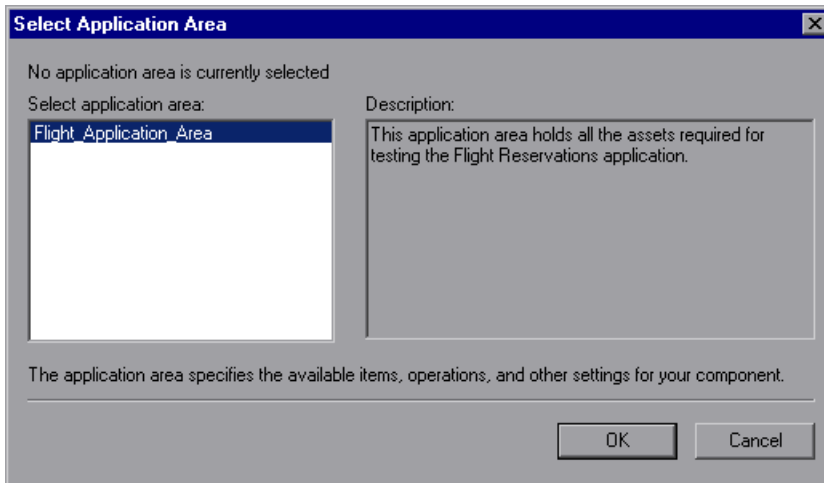 Select Application Area
No application area is currently selected
Select application area:
Description:
Flight_Application_Area
This application area holds all the assets required for
testing the Flight Reservations application.
The application area specifies the available items, operations, and other settings for your component.
OK
Cancel